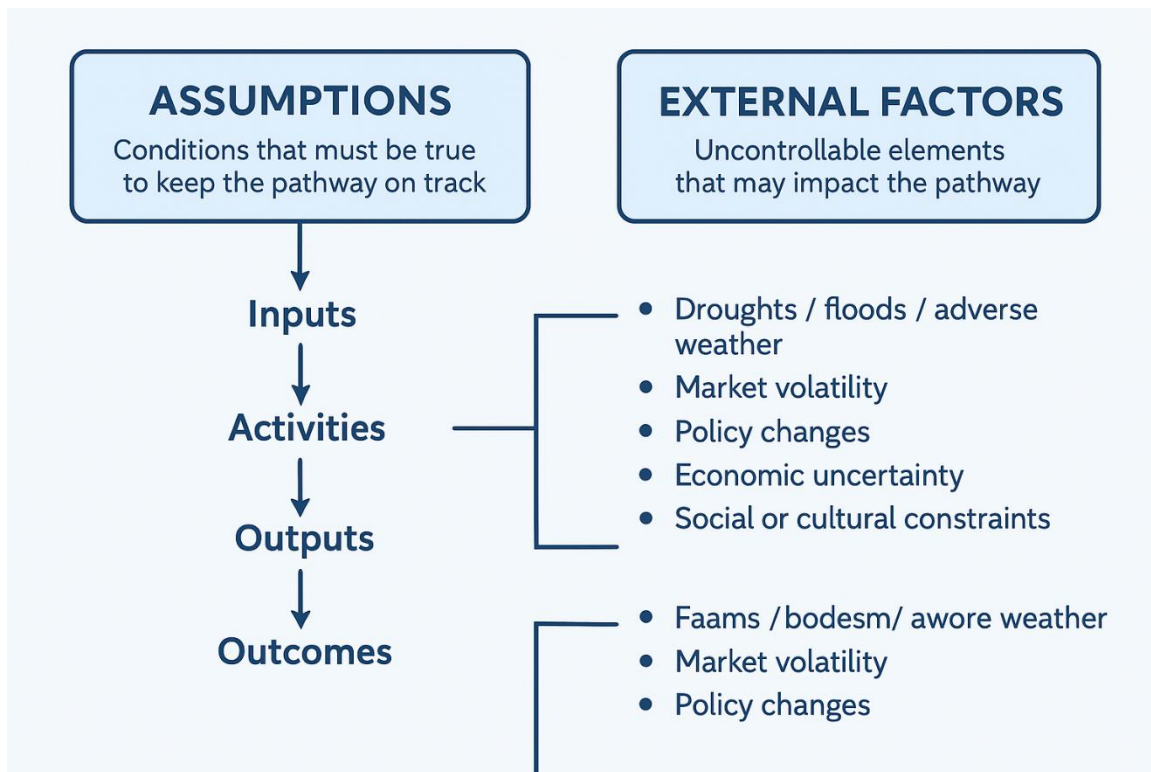 ASSUMPTIONS
Conditions that must be true
to keep the pathway on track
EXTERNAL FACTORS
Uncontrollable elements
that may impact the pathway
Inputs
Activities
Outputs
Outcomes
• Droughts / floods / adverse
weather
• Market volatility
• Policy changes
• Economic uncertainty
• Social or cultural constraints
• Faams / bodesm/ awore weather
• Market volatility
• Policy changes